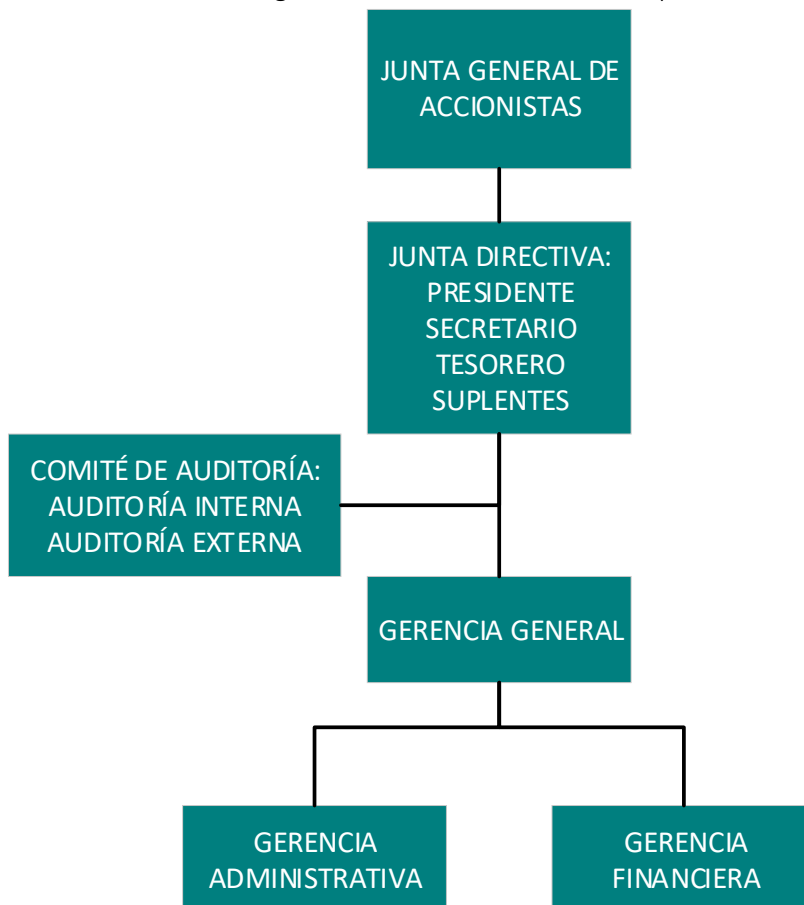 JUNTA GENERAL DE
ACCIONISTAS
JUNTA DIRECTIVA:
PRESIDENTE
SECRETARIO
TESORERO
SUPLENTES
COMITÉ DE AUDITORÍA:
AUDITORÍA INTERNA
AUDITORÍA EXTERNA
GERENCIA GENERAL
GERENCIA
ADMINISTRATIVA
GERENCIA
FINANCIERA